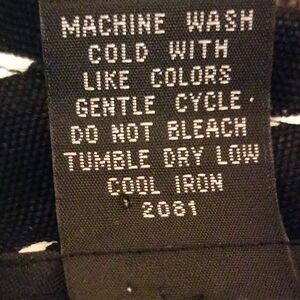 MACHINE WASH
COLD WITH
LIKE COLORS
GENTLE CYCLE.
DO NOT BLEACH
TUMBLE DRY LOW
COOL IRON
2081